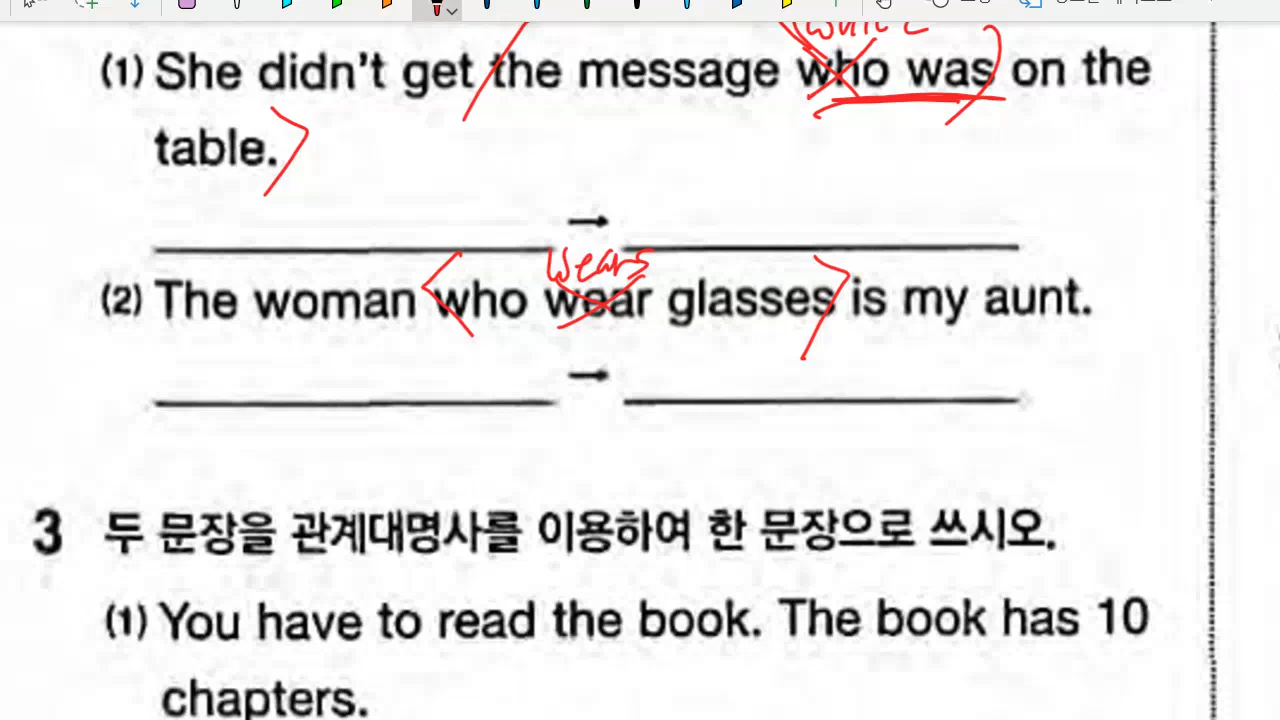 (1) She didn't get the message who was on the
table.
→
wears
(2) The woman who wear glasses is my aunt.
→
3 두 문장을 관계대명사를 이용하여 한 문장으로 쓰시오.
(1) You have to read the book. The book has 10
chapters.